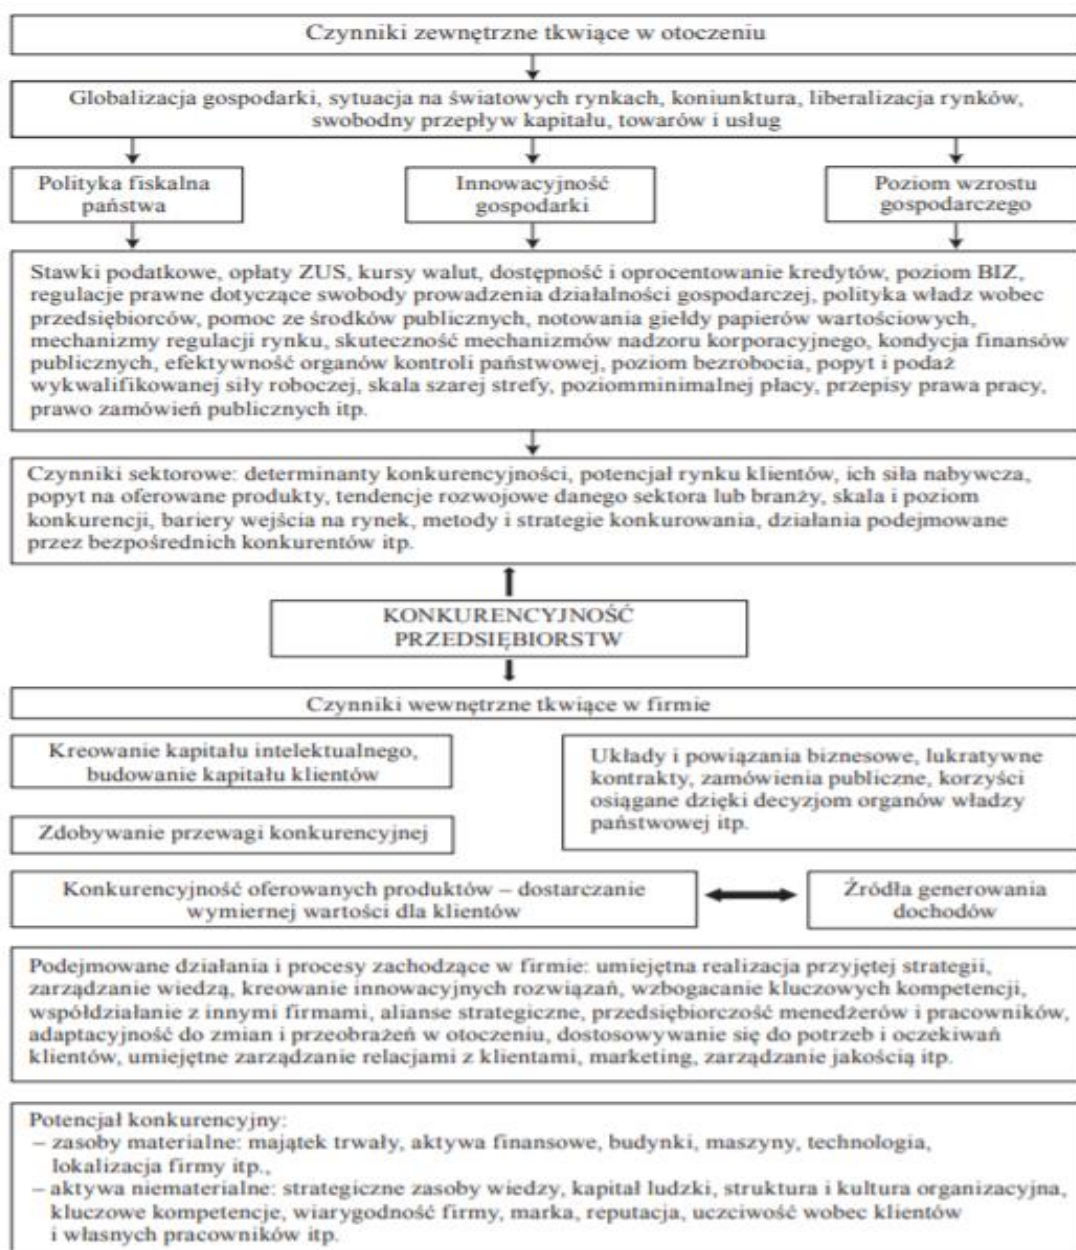 Czynniki zewnętrzne tkwiące w otoczeniu
Globalizacja gospodarki, sytuacja na światowych rynkach, koniunktura, liberalizacja rynków,
swobodny przepływ kapitału, towarów i usług
Polityka fiskalna
państwa
Innowacyjność
gospodarki
Poziom wzrostu
gospodarczego
Stawki podatkowe, opłaty ZUS, kursy walut, dostępność i oprocentowanie kredytów, poziom BIZ,
regulacje prawne dotyczące swobody prowadzenia działalności gospodarczej, polityka władz wobec
przedsiębiorców, pomoc ze środków publicznych, notowania giełdy papierów wartościowych,
mechanizmy regulacji rynku, skuteczność mechanizmów nadzoru korporacyjnego, kondycja finansów
publicznych, efektywność organów kontroli państwowej, poziom bezrobocia, popyt i podaż
wykwalifikowanej siły roboczej, skala szarej strefy, poziomminimalnej płacy, przepisy prawa pracy,
prawo zamówień publicznych itp.
Czynniki sektorowe: determinanty konkurencyjności, potencjał rynku klientów, ich siła nabywcza,
popyt na oferowane produkty, tendencje rozwojowe danego sektora lub branży, skala i poziom
konkurencji, bariery wejścia na rynek, metody i strategie konkurowania, działania podejmowane
przez bezpośrednich konkurentów itp.
KONKURENCYJNOŚĆ
PRZEDSIĘBIORSTW
Czynniki wewnętrzne tkwiące w firmie
Kreowanie kapitału intelektualnego,
budowanie kapitału klientów
Układy i powiązania biznesowe, lukratywne
kontrakty, zamówienia publiczne, korzyści
osiągane dzięki decyzjom organów władzy
państwowej itp.
Zdobywanie przewagi konkurencyjnej
Konkurencyjność oferowanych produktów – dostarczanie
wymiernej wartości dla klientów
Źródła generowania
dochodów
Podejmowane działania i procesy zachodzące w firmie: umiejętna realizacja przyjętej strategii,
zarządzanie wiedzą, kreowanie innowacyjnych rozwiązań, wzbogacanie kluczowych kompetencji,
współdziałanie z innymi firmami, alianse strategiczne, przedsiębiorczość menedżerów i pracowników,
adaptacyjność do zmian i przeobrażeń w otoczeniu, dostosowywanie się do potrzeb i oczekiwań
klientów, umiejętne zarządzanie relacjami z klientami, marketing, zarządzanie jakością itp.
Potencjał konkurencyjny:
– zasoby materialne: majątek trwały, aktywa finansowe, budynki, maszyny, technologia,
lokalizacja firmy itp.,
– aktywa niematerialne: strategiczne zasoby wiedzy, kapitał ludzki, struktura i kultura organizacyjna,
kluczowe kompetencje, wiarygodność firmy, marka, reputacja, uczciwość wobec klientów
i własnych pracowników itp.